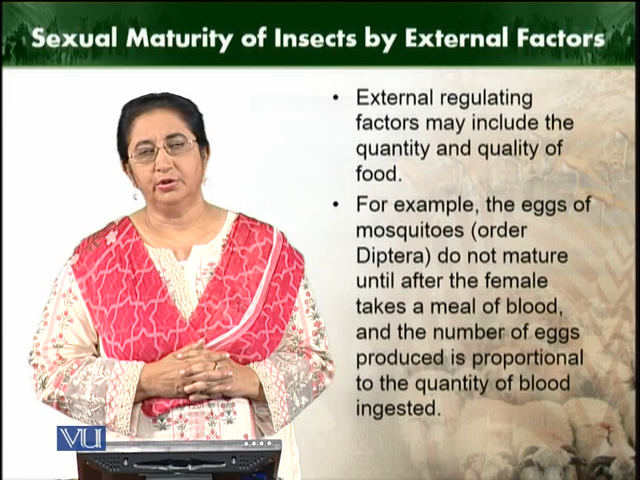 Sexual Maturity of Insects by External Factors
• External regulating
factors may include the
quantity and quality of
food.
• For example, the eggs of
mosquitoes (order
Diptera) do not mature
until after the female
takes a meal of blood,
and the number of eggs
produced is proportional
to the quantity of blood
ingested.
VU